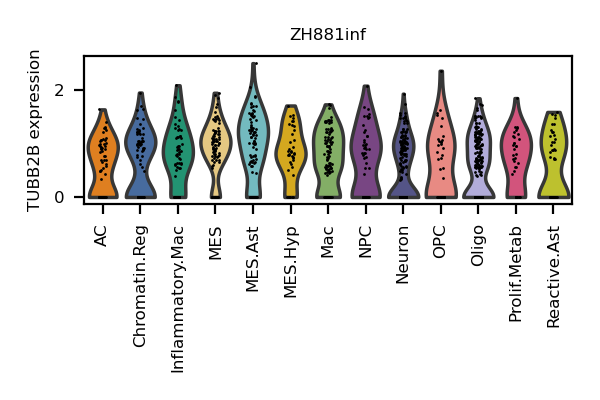 ZH881inf
TUBB2B expression
2
0
AC
Chromatin.Reg
Inflammatory.Mac
MES
MES.Ast
MES.Hyp
Mac
NPC
Neuron
OPC
Oligo
Prolif.Metab
Reactive.Ast